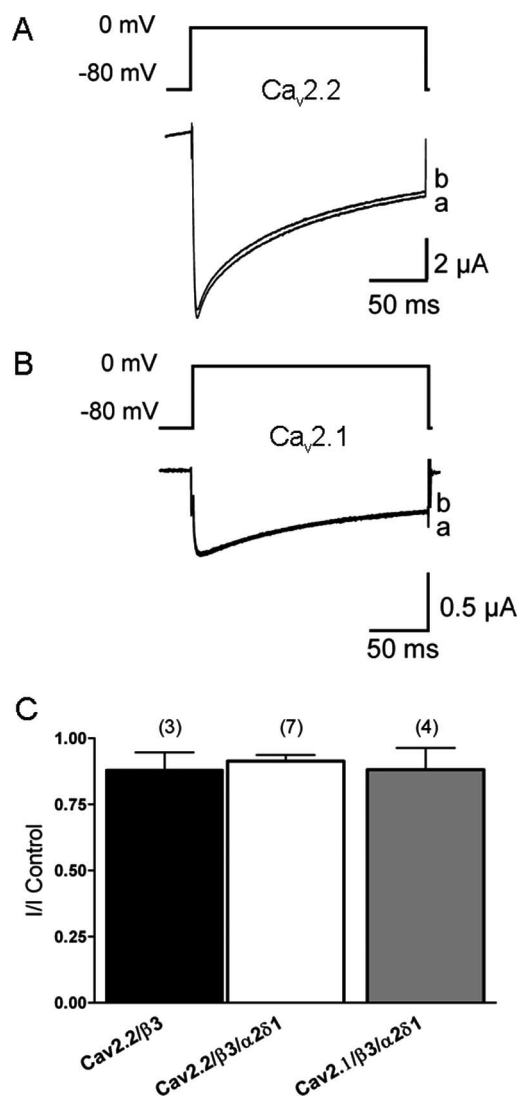 A
0 mV
-80 mV
Cav2.2
b
a
2 µA
50 ms
B
0 mV
-80 mV
Cav2.1
b
a
0.5 µA
50 ms
C
(3)
(7)
(4)
1.00
0.75
0.50
0.25
0.00
I/I Control
Cav2.2/β3
Cav2.2/β3/α2δ1
Cav2.1/β3/α2δ1